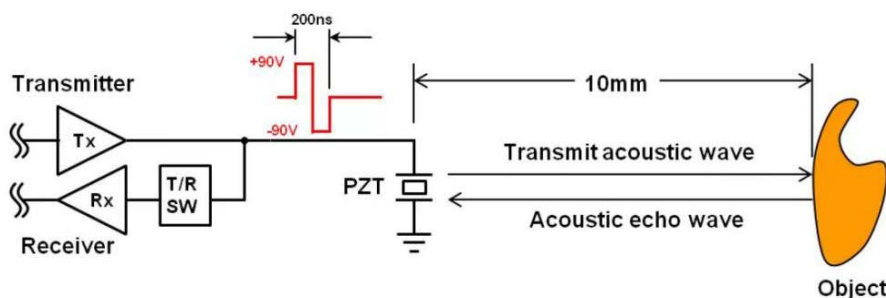 200ns
+90V
-90V
10mm
Transmitter
Tx
Transmit acoustic wave
T/R
SW
Rx
PZT
Acoustic echo wave
Receiver
Object